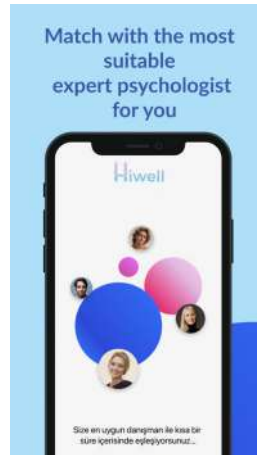 Match with the most
suitable
expert psychologist
for you
Hiwell
Size en uygun danışman ile kısa bir
süre içerisinde eşleşiyorsunuz...